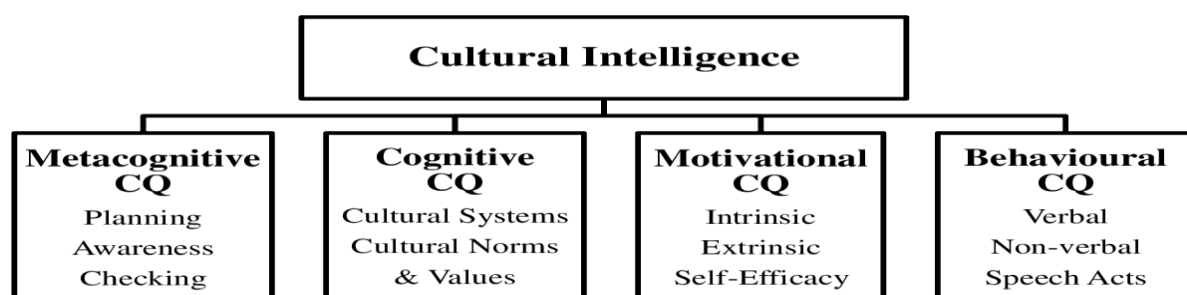 Cultural Intelligence
Metacognitive
CQ
Planning
Awareness
Checking
Cognitive
CQ
Cultural Systems
Cultural Norms
& Values
Motivational
CQ
Intrinsic
Extrinsic
Self-Efficacy
Behavioural
CQ
Verbal
Non-verbal
Speech Acts